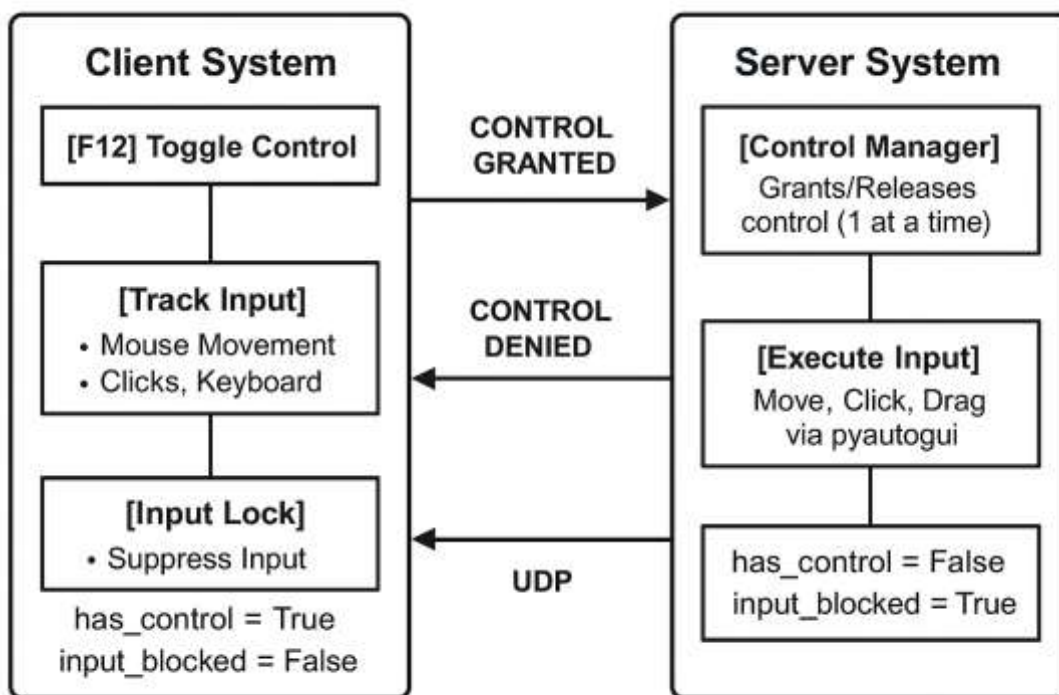 Client System
[F12] Toggle Control
[Track Input]
• Mouse Movement
• Clicks, Keyboard
[Input Lock]
• Suppress Input
has_control = True
input_blocked = False
CONTROL
GRANTED
CONTROL
DENIED
UDP
Server System
[Control Manager]
Grants/Releases
control (1 at a time)
[Execute Input]
Move, Click, Drag
via pyautogui
has_control = False
input_blocked = True